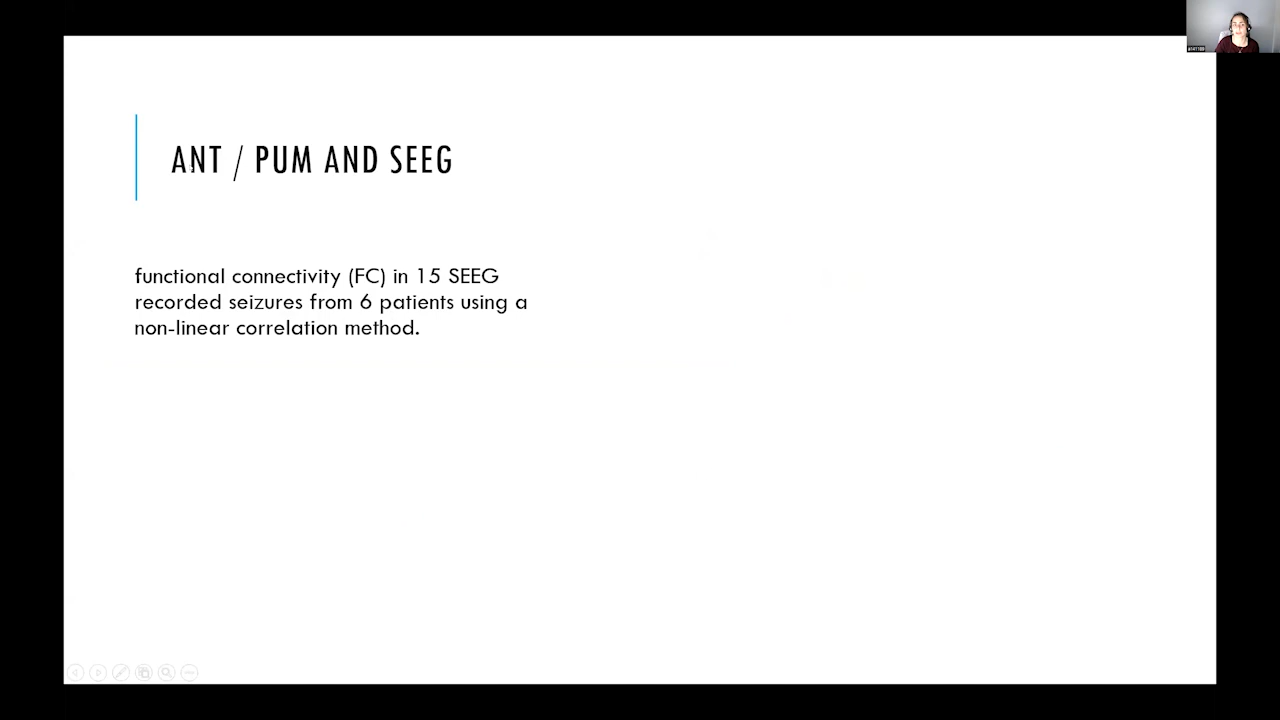 ANT / PUM AND SEEG
functional connectivity (FC) in 15 SEEG
recorded seizures from 6 patients using a
non-linear correlation method.